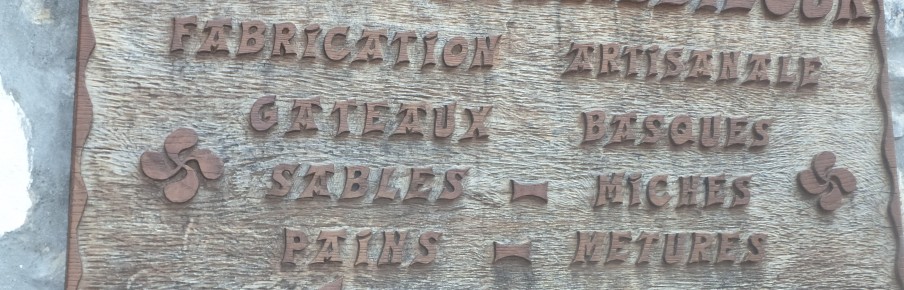 FABRICATION ARTISANALE
GATEAUX BASQUES
SABLES - MICHES
PAINS - METURES